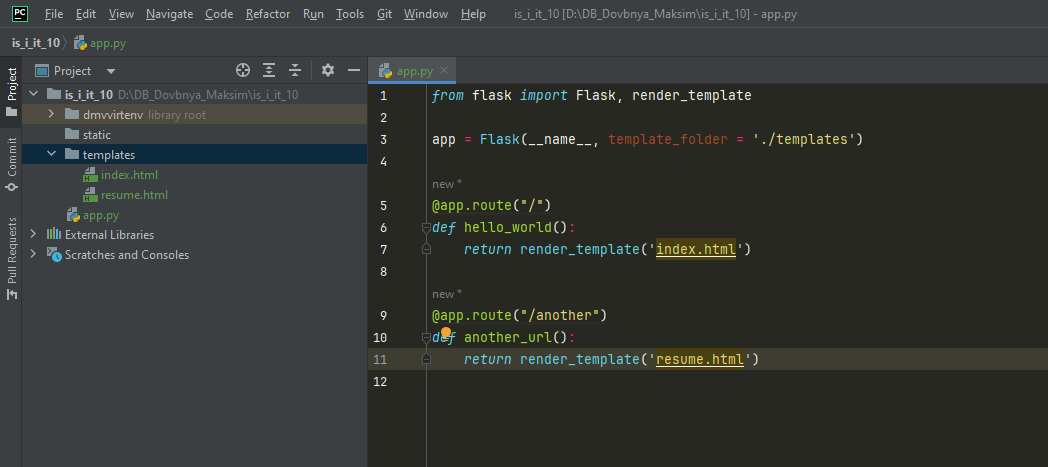 PC File Edit View Navigate Code Refactor Run Tools Git Window Help is_i_it_10 [D:\DB_Dovbnya_Maksim\is_i_it_10] - app.py
is_i_it_10 app.py
Project
Commit
Pull Requests
Project
is_i_it_10 D:\DB_Dovbnya_Maksim\is_i_it_10
dmvvirtenv library root
static
templates
index.html
resume.html
app.py
External Libraries
Scratches and Consoles
app.py
1 from flask import Flask, render_template
2
3 app = Flask(__name__, template_folder = './templates')
4
new *
5 @app.route("/")
6 def hello_world():
7 return render_template('index.html')
8
new *
9 @app.route("/another")
10 def another_url():
11 return render_template('resume.html')
12